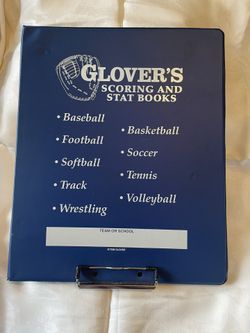 GLOVER'S
SCORING AND
STAT BOOKS
• Baseball
• Football
• Softball
• Track
• Wrestling
• Basketball
• Soccer
• Tennis
• Volleyball
TEAM OR SCHOOL